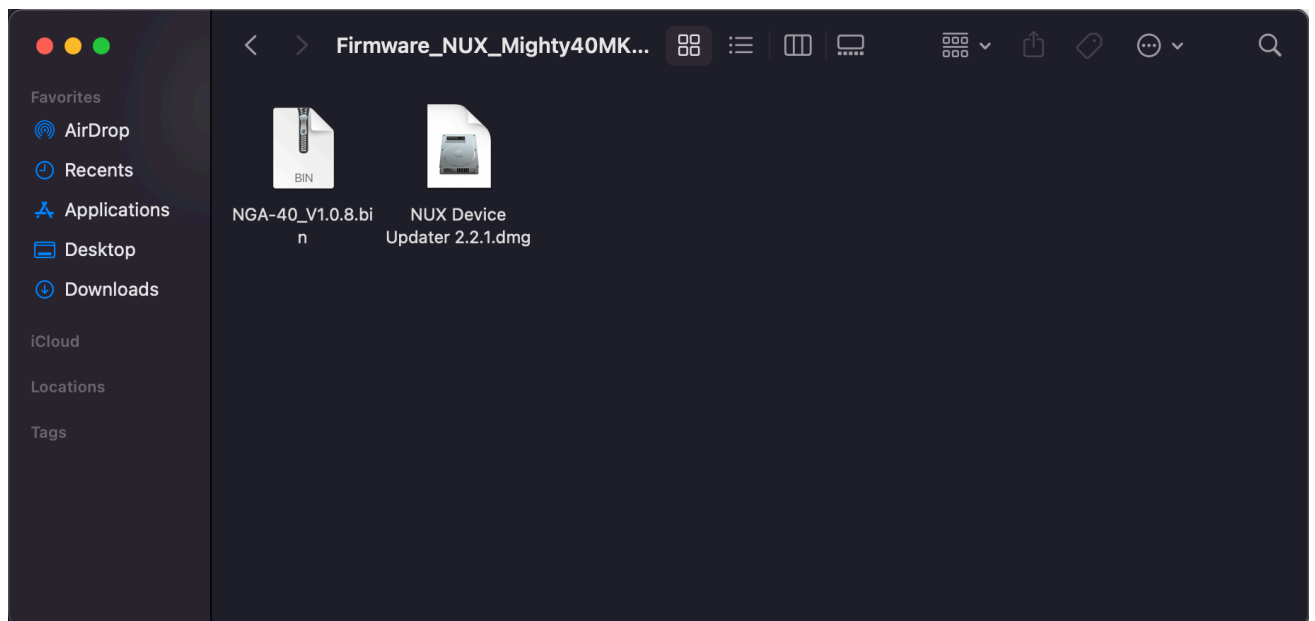 Firmware_NUX_Mighty40MK...
Favorites
AirDrop
Recents
Applications
Desktop
Downloads
iCloud
Locations
Tags
BIN
NGA-40_V1.0.8.bi
n
NUX Device
Updater 2.2.1.dmg